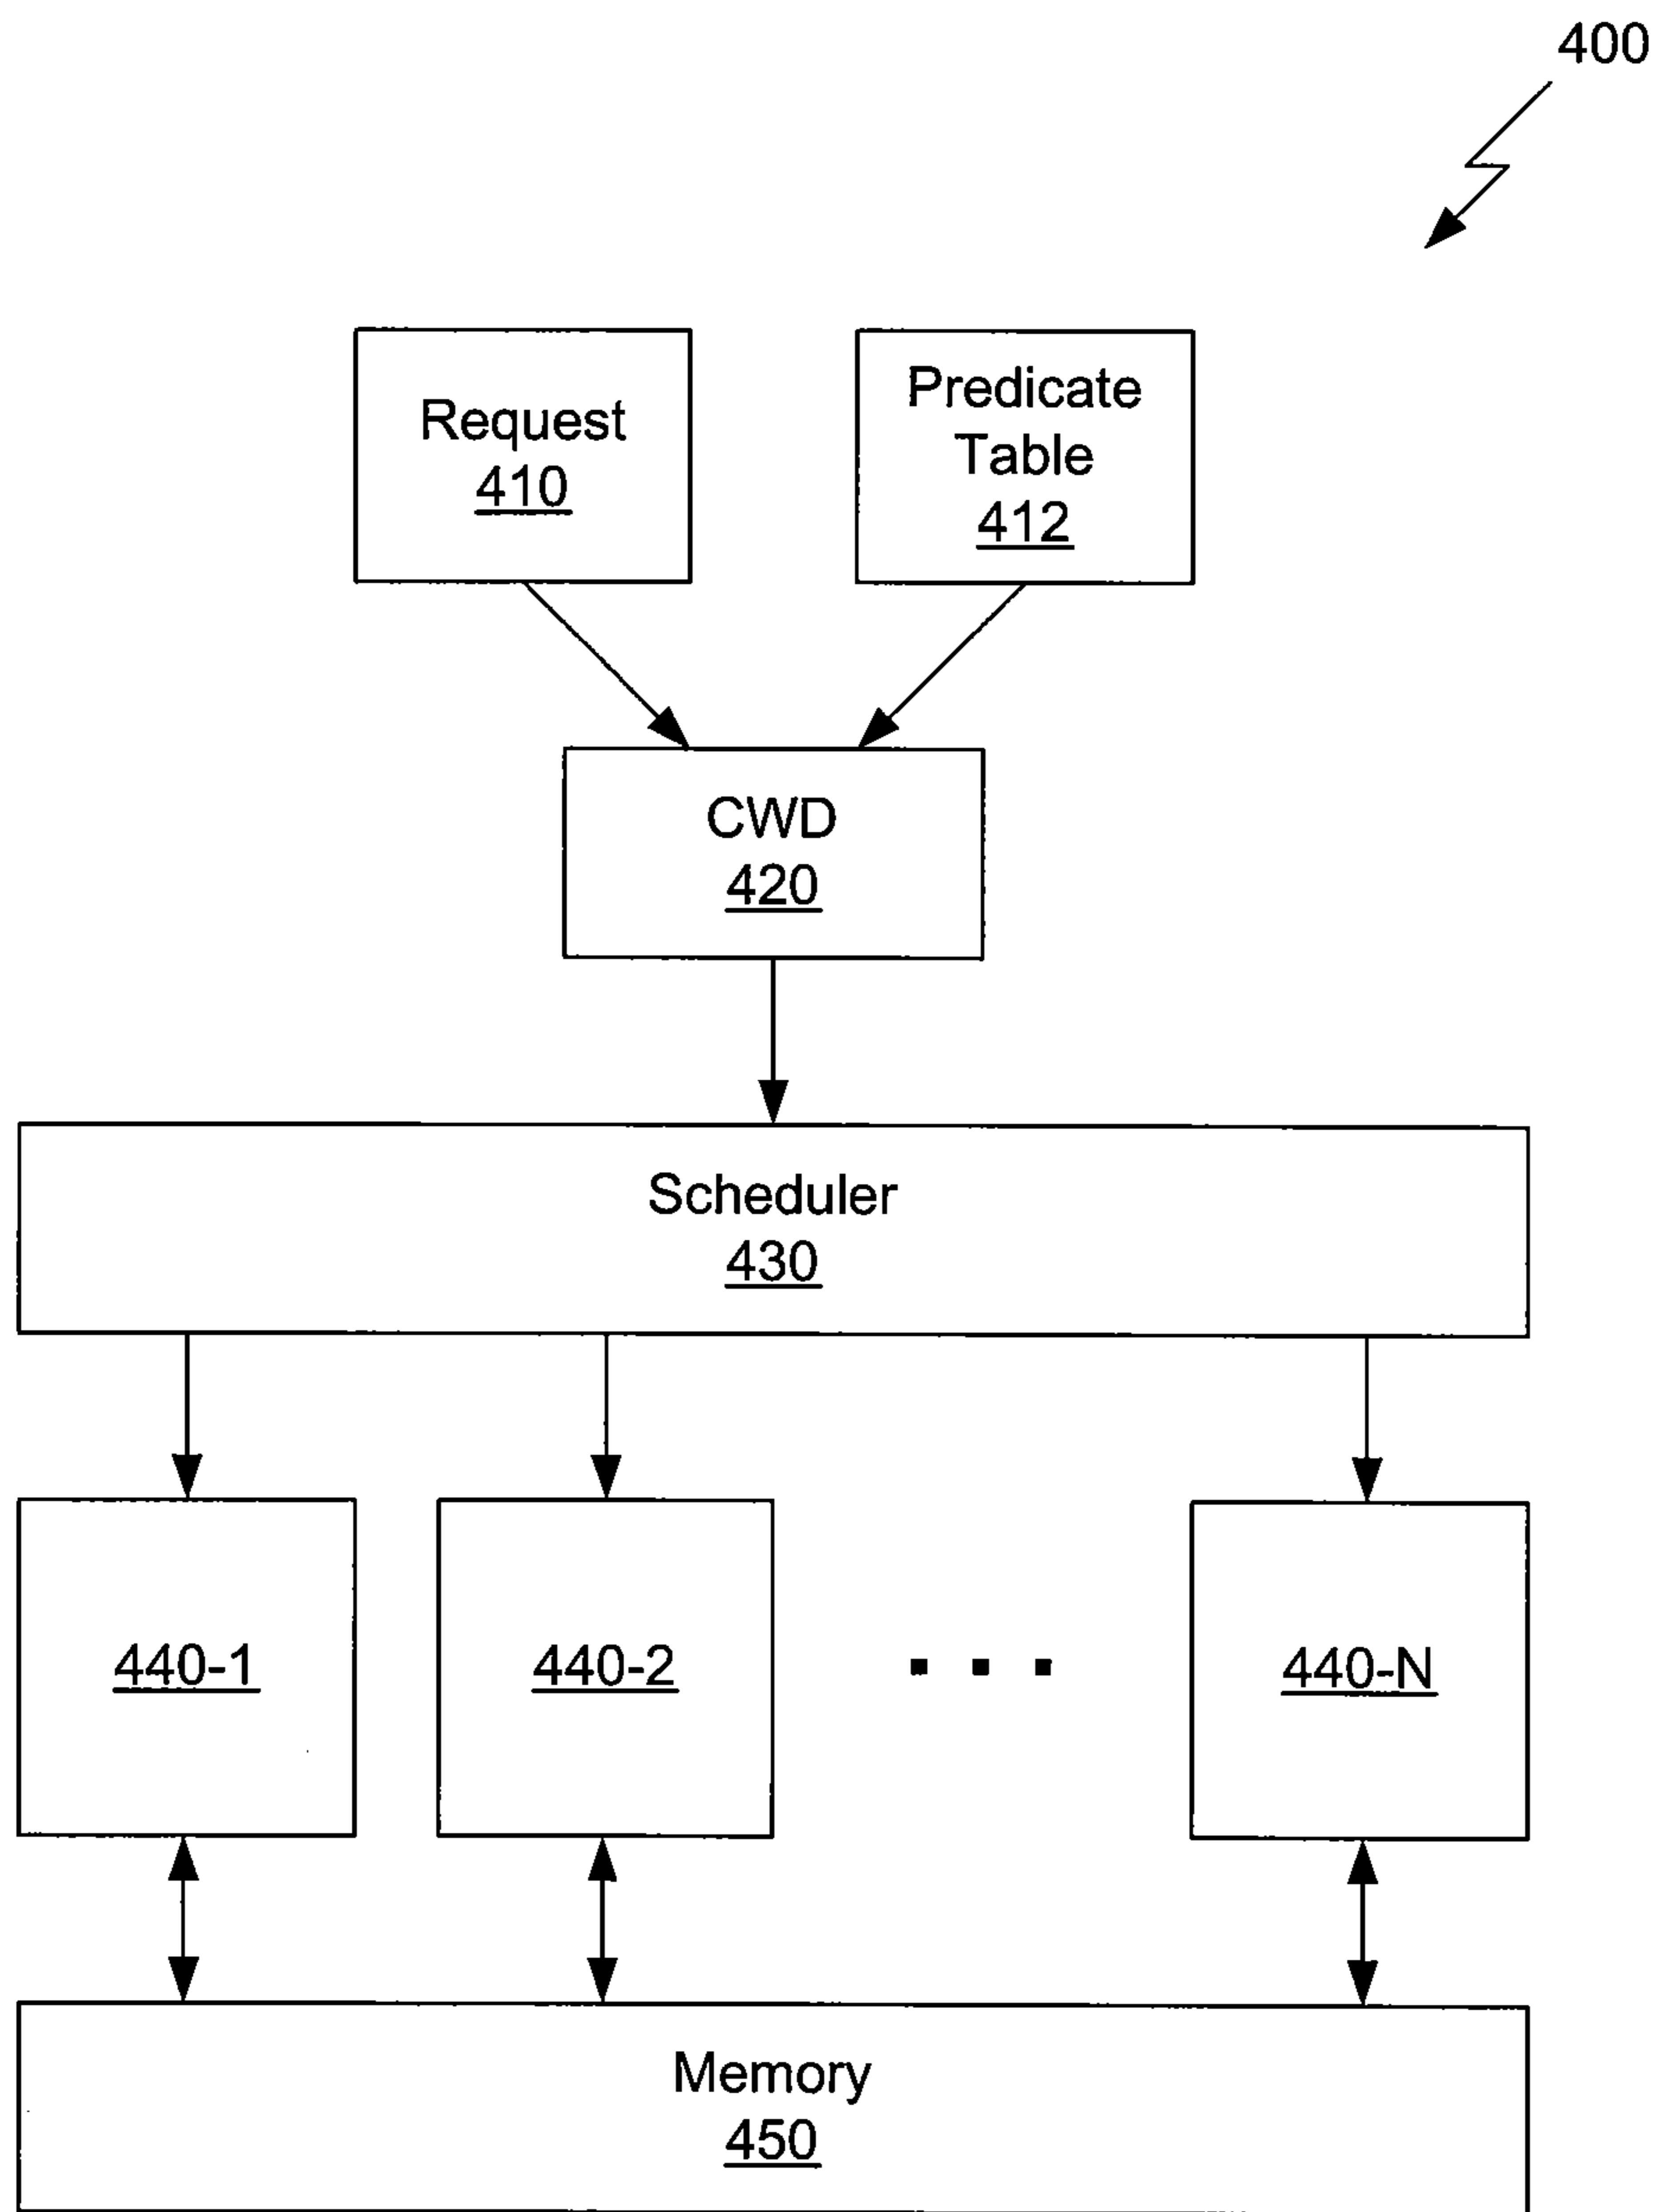 400
Request
410
Predicate
Table
412
CWD
420
Scheduler
430
440-1
440-2
440-N
Memory
450